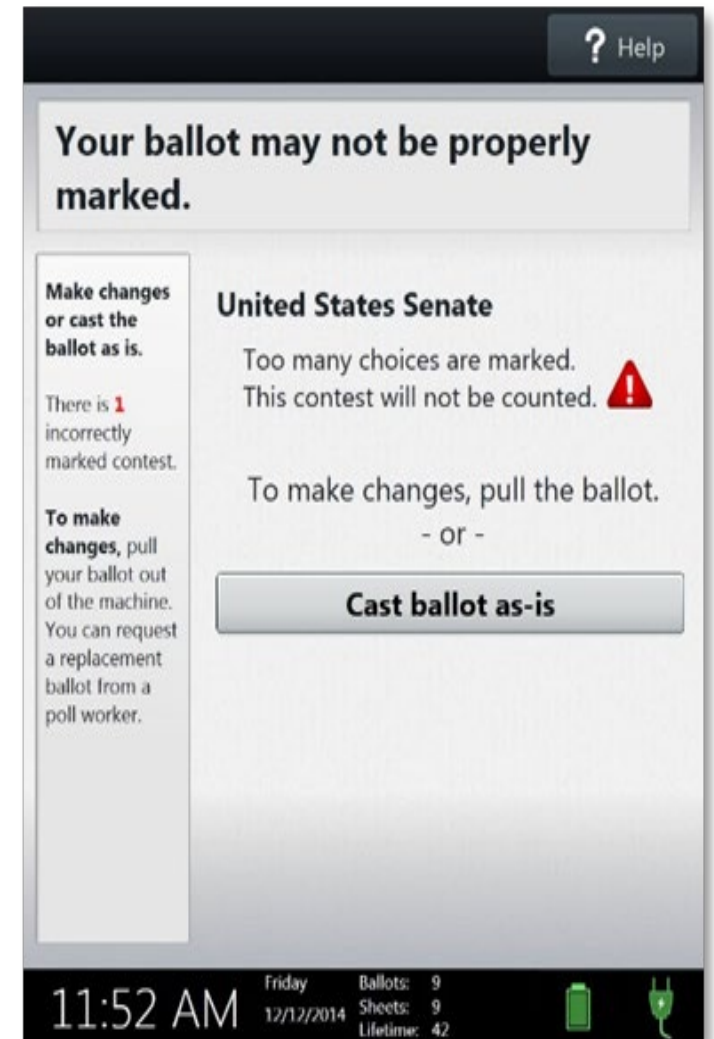 ? Help
Your ballot may not be properly
marked.
Make changes
or cast the
ballot as is.
There is 1
incorrectly
marked contest.
To make
changes, pull
your ballot out
of the machine.
You can request
a replacement
ballot from a
poll worker.
United States Senate
Too many choices are marked.
This contest will not be counted.
To make changes, pull the ballot.
- or -
Cast ballot as-is
11:52 AM
Friday
12/12/2014
Ballots: 9
Sheets: 9
Lifetime: 42